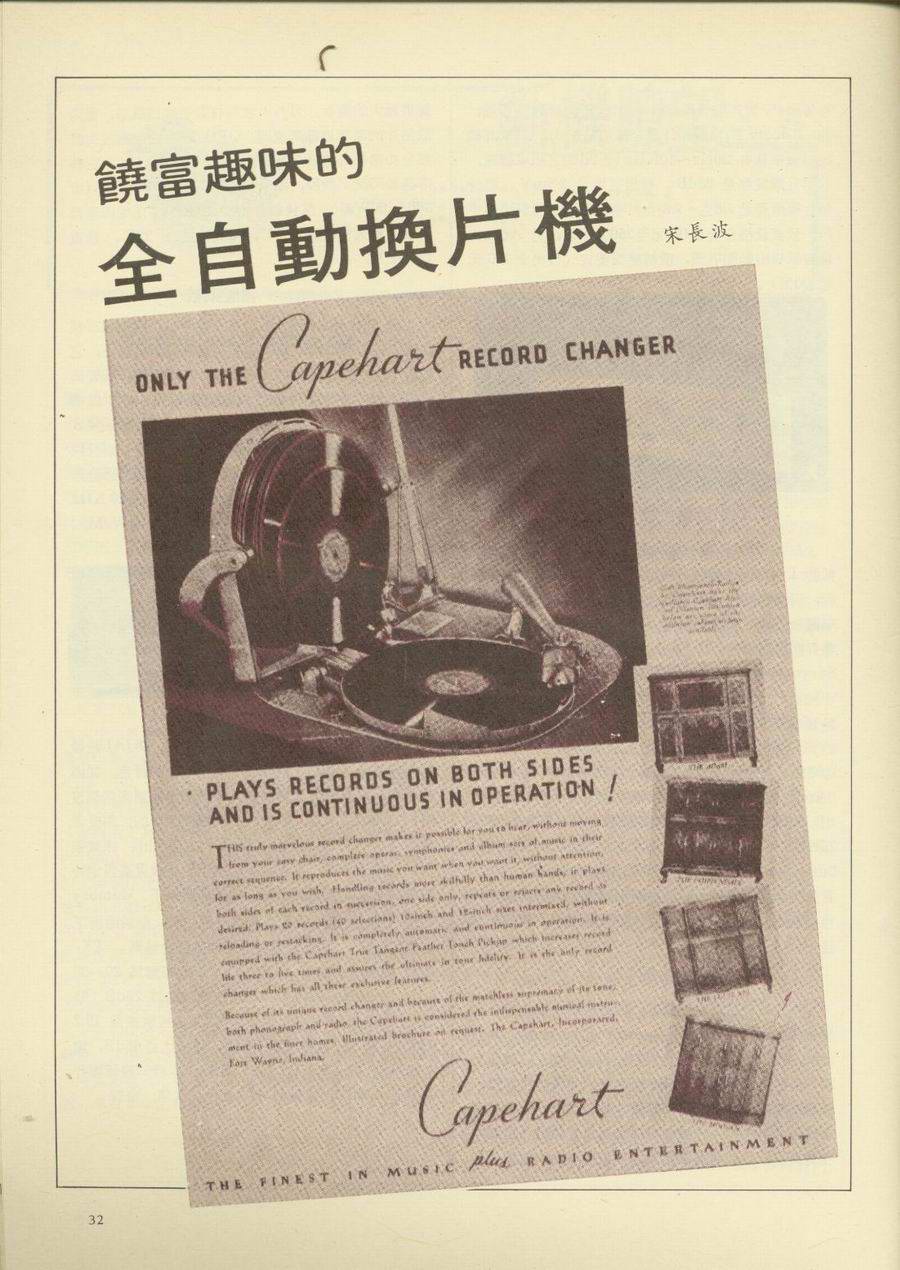 饒富趣味的
全自動換片機
宋長波
ONLY THE Capehart RECORD CHANGER
· PLAYS RECORDS ON BOTH SIDES
AND IS CONTINUOUS IN OPERATION !
THIS truly marvelous record changer makes it possible for you to hear, without moving
from your easy chair, complete operas, symphonies and album sets of music in their
correct sequence. It reproduces the music you want when you want it, without attention,
for as long as you wish. Handling records more skilfully than human hands, it plays
both sides of each record in succession, one side only, repeats or rejects any record as
desired. Plays 20 records (40 selections) 10-inch and 12-inch sizes intermixed, without
reloading or restacking. It is completely automatic and continuous in operation. It is
equipped with the Capehart True Tangent Feather Touch Pickup which increases record
life three to five times and assures the ultimate in tone fidelity. It is the only record
changer which has all these exclusive features.
Because of its unique record changer and because of the matchless supremacy of its tone,
both phonograph and radio, the Capehart is considered the indispensable musical instru-
ment in the finer homes. Illustrated brochure on request. The Capehart, Incorporated,
Fort Wayne, Indiana.
THE ADAM
Capehart
THE FINEST IN MUSIC plus RADIO ENTERTAINMENT
32